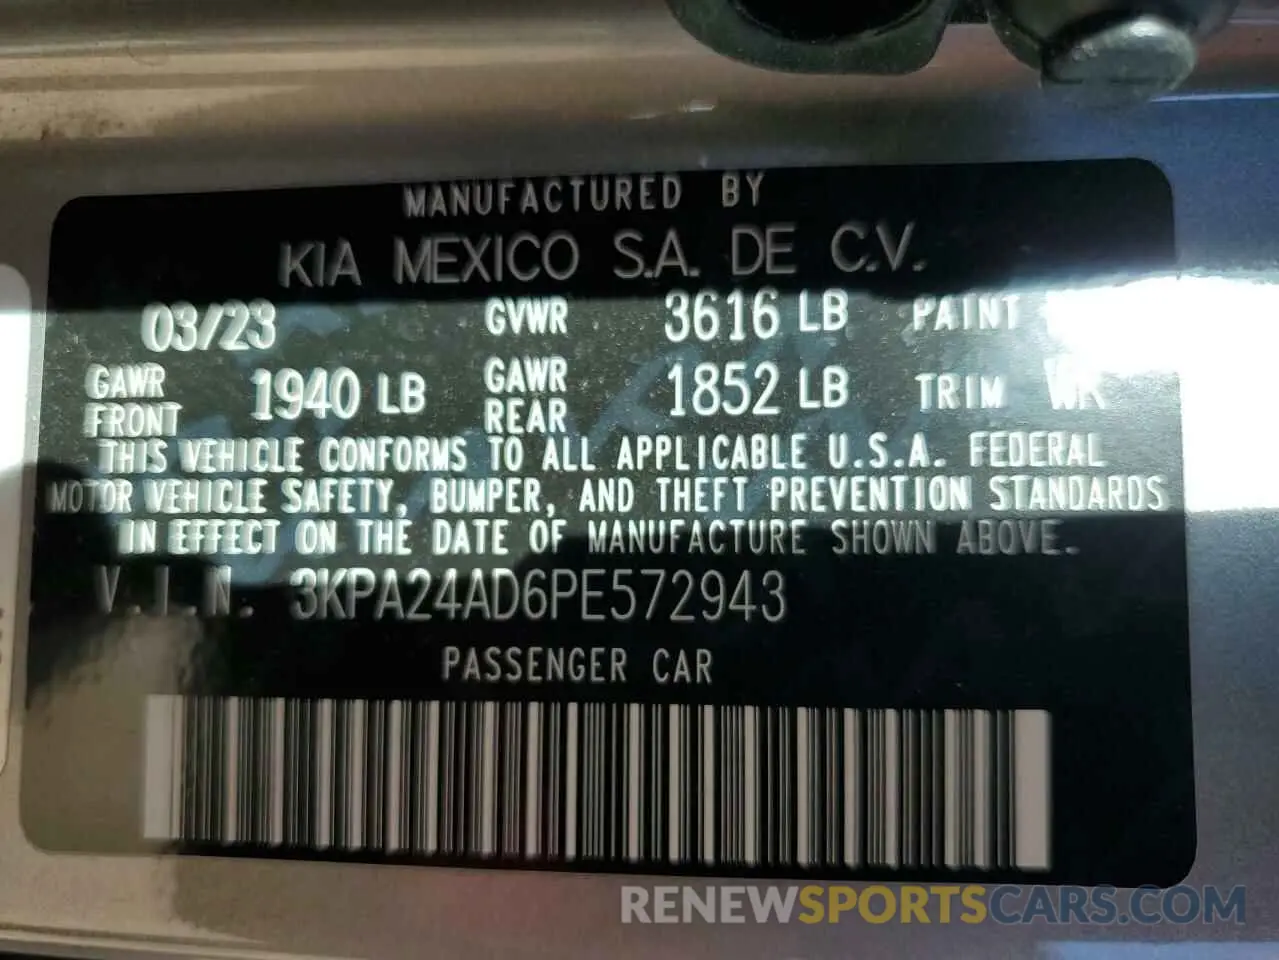 MANUFACTURED BY
KIA MEXICO S.A. DE C.V.
03/23 GVWR 3616 LB PAINT
GAWR FRONT 1940 LB GAWR REAR 1852 LB TRIM WK
THIS VEHICLE CONFORMS TO ALL APPLICABLE U.S.A. FEDERAL
MOTOR VEHICLE SAFETY, BUMPER, AND THEFT PREVENTION STANDARDS
IN EFFECT ON THE DATE OF MANUFACTURE SHOWN ABOVE.
V.I.N. 3KPA24AD6PE572943
PASSENGER CAR
RENEWSPORTSCARS.COM